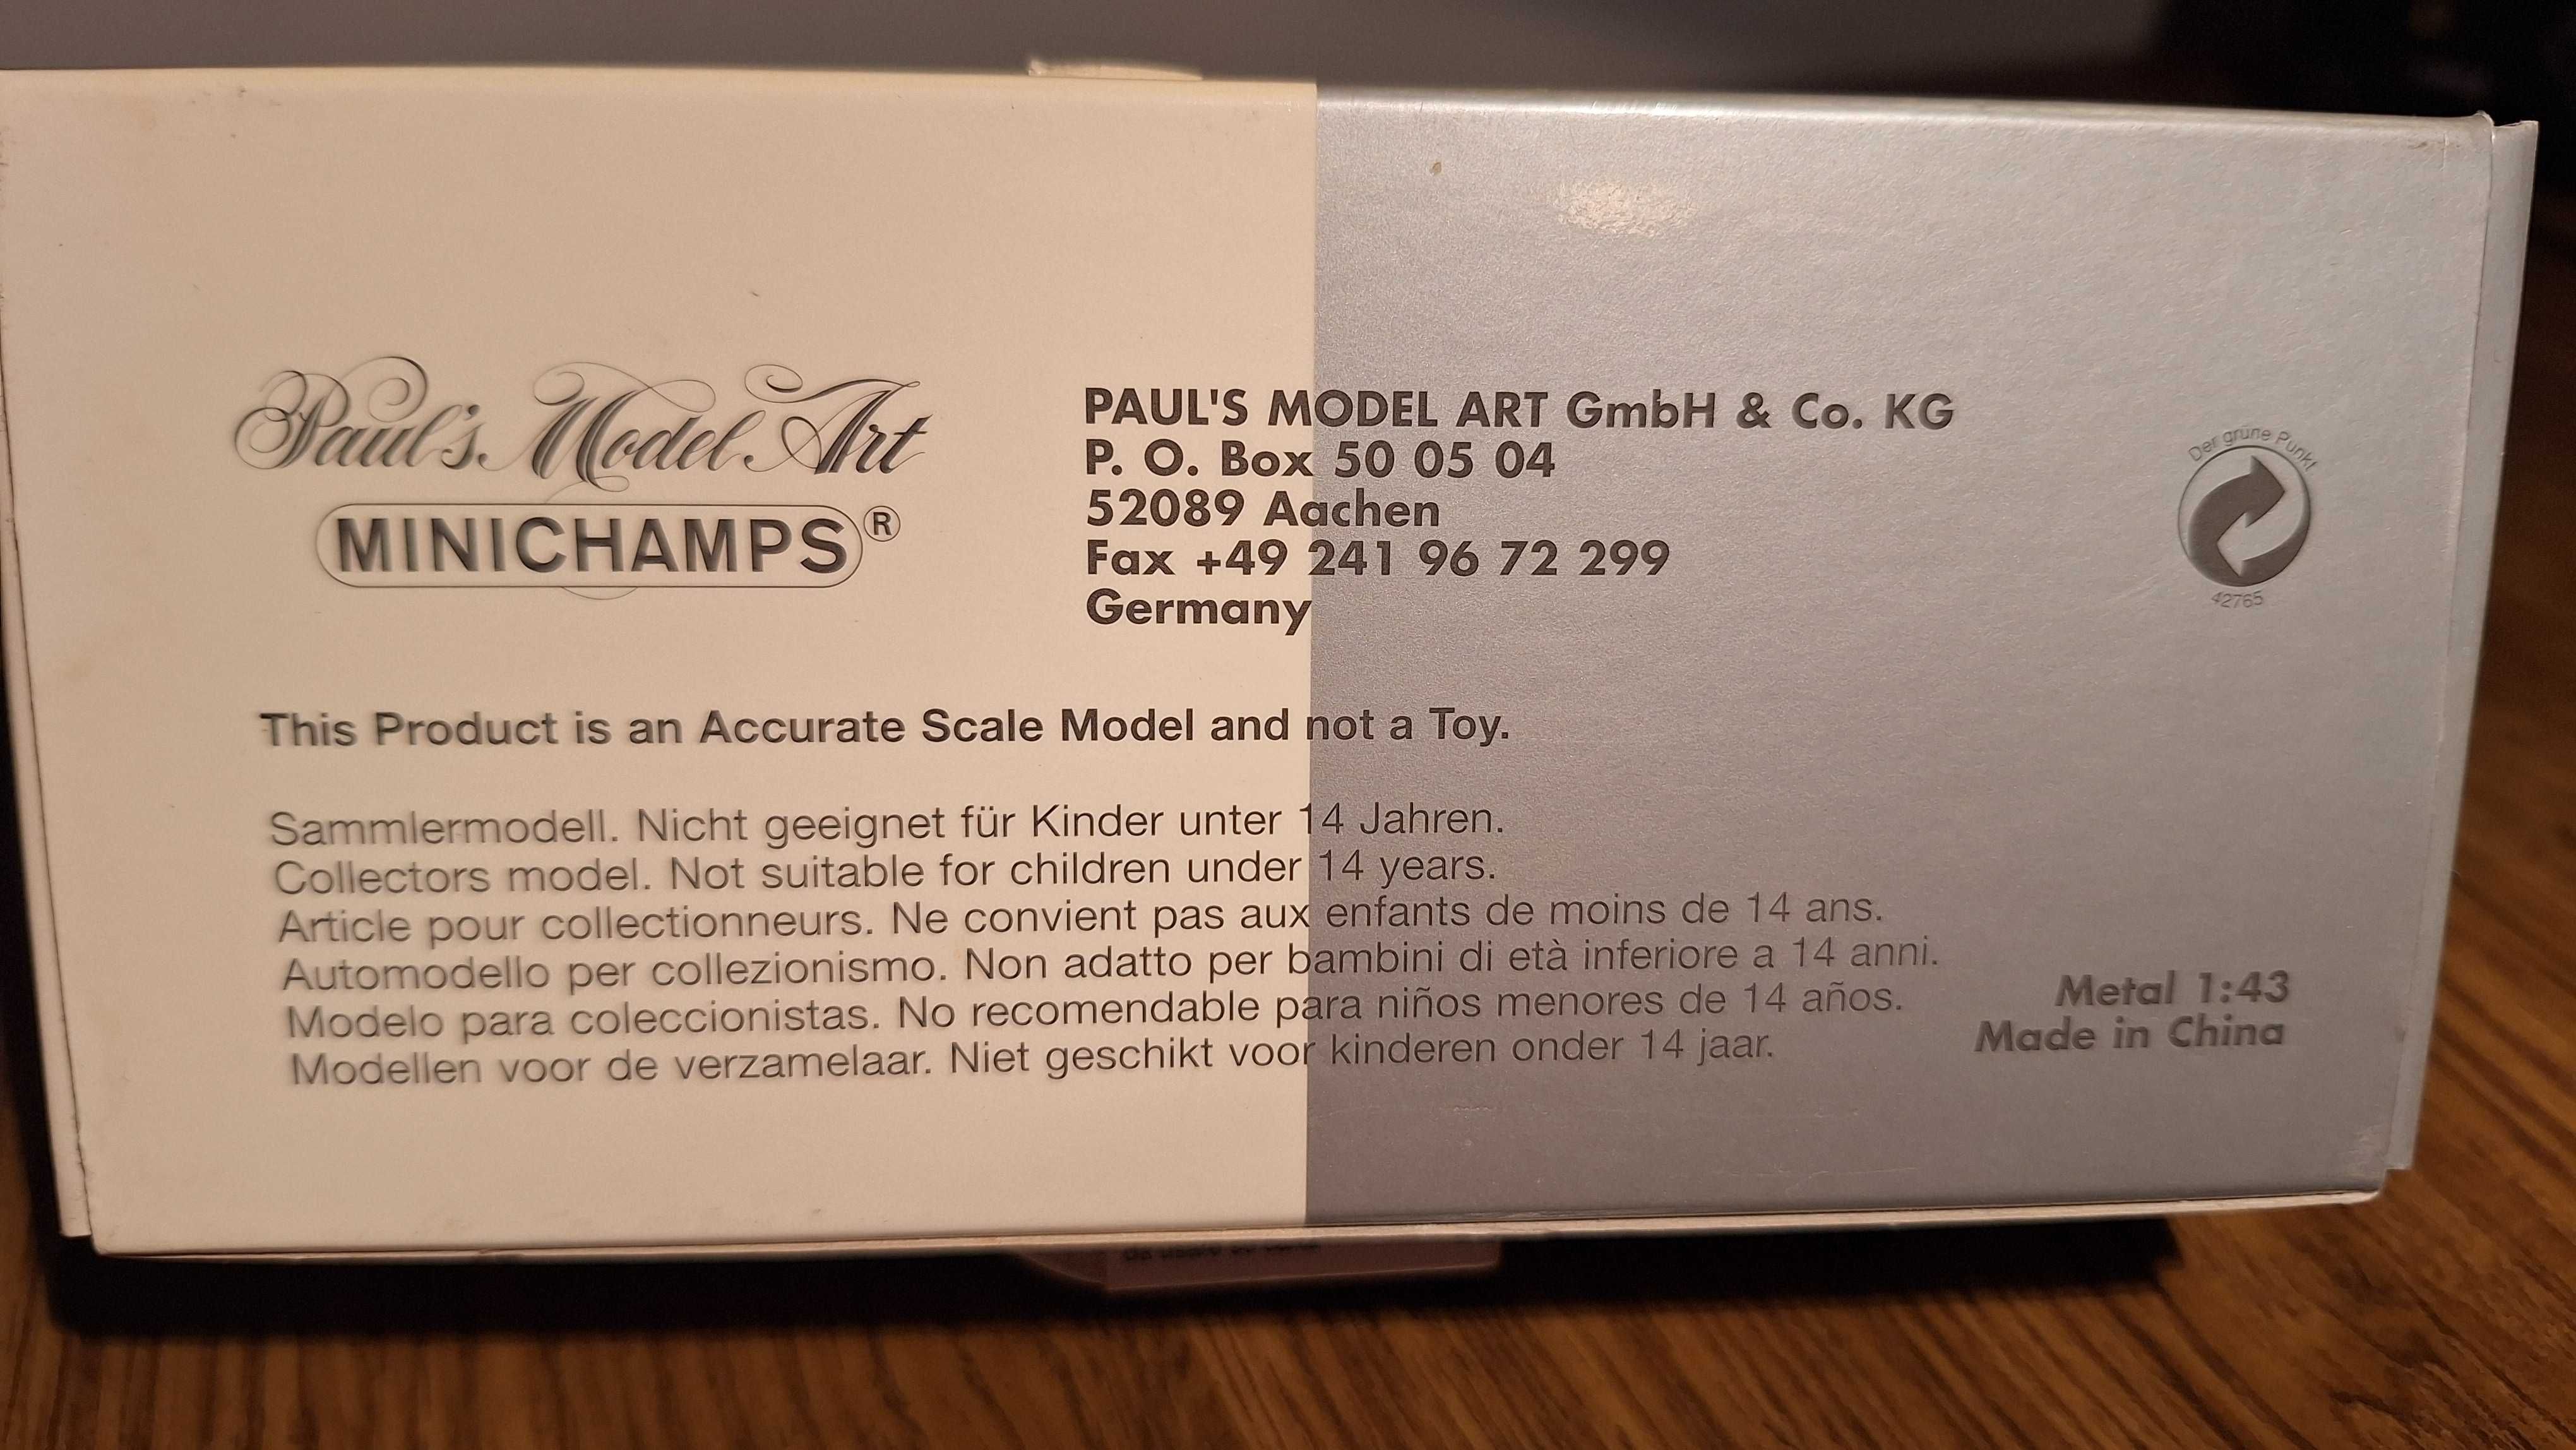 Paul's Model Art
MINICHAMPS®
PAUL'S MODEL ART GmbH & Co. KG
P. O. Box 50 05 04
52089 Aachen
Fax +49 241 96 72 299
Germany
Der grüne Punkt
42765
This Product is an Accurate Scale Model and not a Toy.
Sammlermodell. Nicht geeignet für Kinder unter 14 Jahren.
Collectors model. Not suitable for children under 14 years.
Article pour collectionneurs. Ne convient pas aux enfants de moins de 14 ans.
Automodello per collezionismo. Non adatto per bambini di età inferiore a 14 anni.
Modelo para coleccionistas. No recomendable para niños menores de 14 años.
Modellen voor de verzamelaar. Niet geschikt voor kinderen onder 14 jaar.
Metal 1:43
Made in China